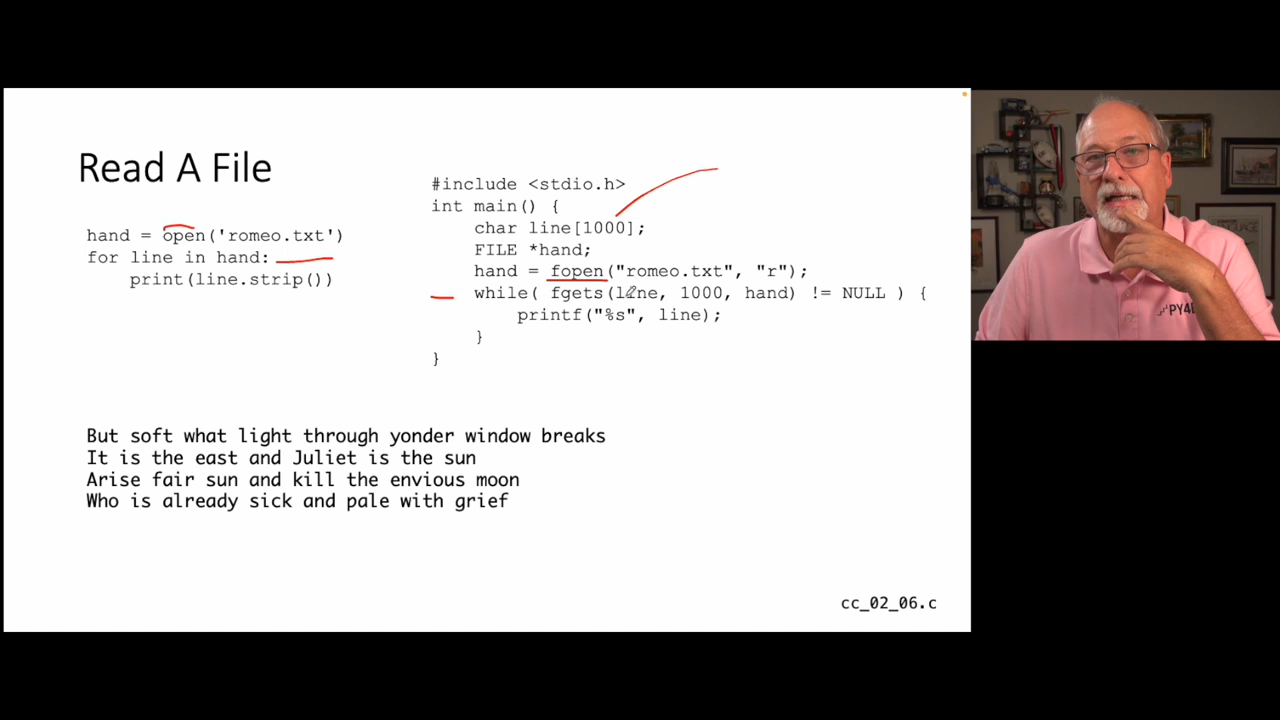 Read A File
hand = open('romeo.txt')
for line in hand:
    print(line.strip())
#include <stdio.h>
int main() {
    char line[1000];
    FILE *hand;
    hand = fopen("romeo.txt", "r");
    while( fgets(line, 1000, hand) != NULL ) {
        printf("%s", line);
    }
}
But soft what light through yonder window breaks
It is the east and Juliet is the sun
Arise fair sun and kill the envious moon
Who is already sick and pale with grief
cc_02_06.c